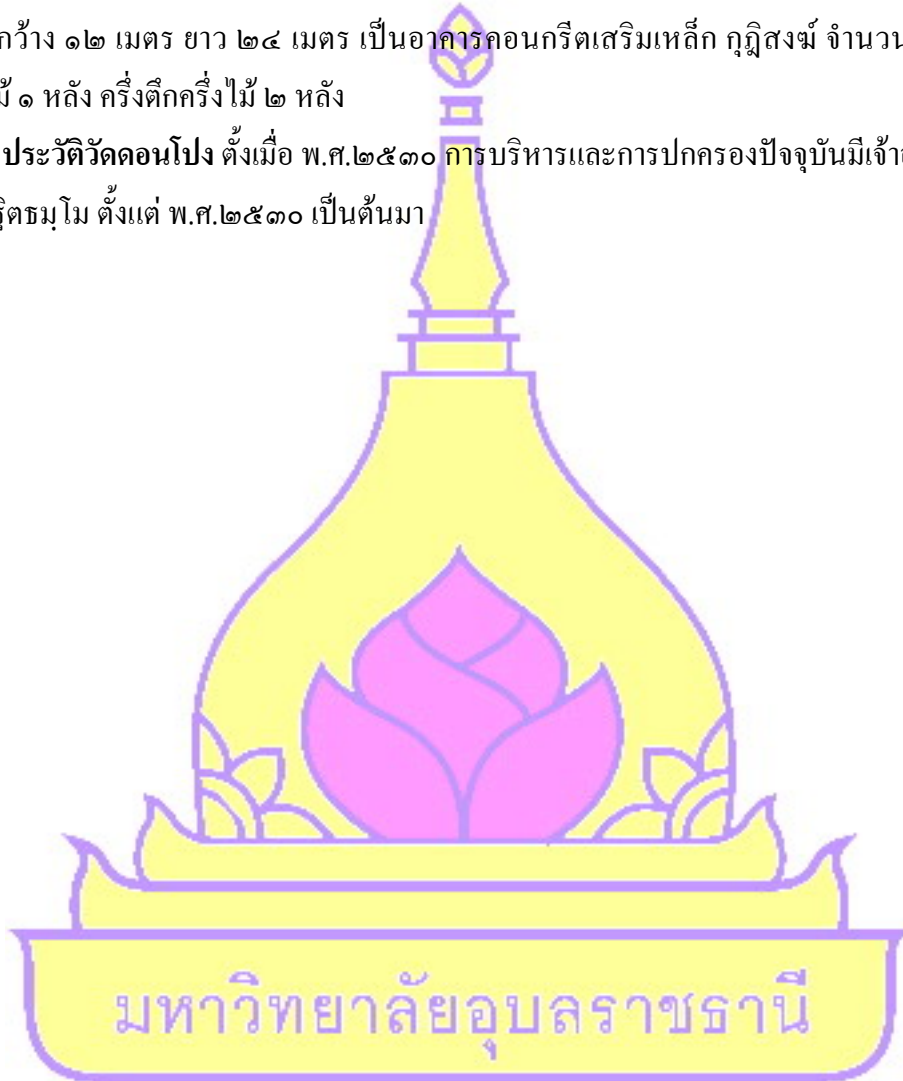 กว้าง ๑๒ เมตร ยาว ๒๔ เมตร เป็นอาคารคอนกรีตเสริมเหล็ก กุฎิสงฆ์ จำนวน
๑ หลัง ครึ่งตึกครึ่งไม้ ๒ หลัง
ประวัติวัดดอนโปง ตั้งเมื่อ พ.ศ.๒๕๓๐ การบริหารและการปกครองปัจจุบันมีเจ้า
ฐิตธมฺโม ตั้งแต่ พ.ศ.๒๕๓๐ เป็นต้นมา
มหาวิทยาลัยอุบลราชธานี